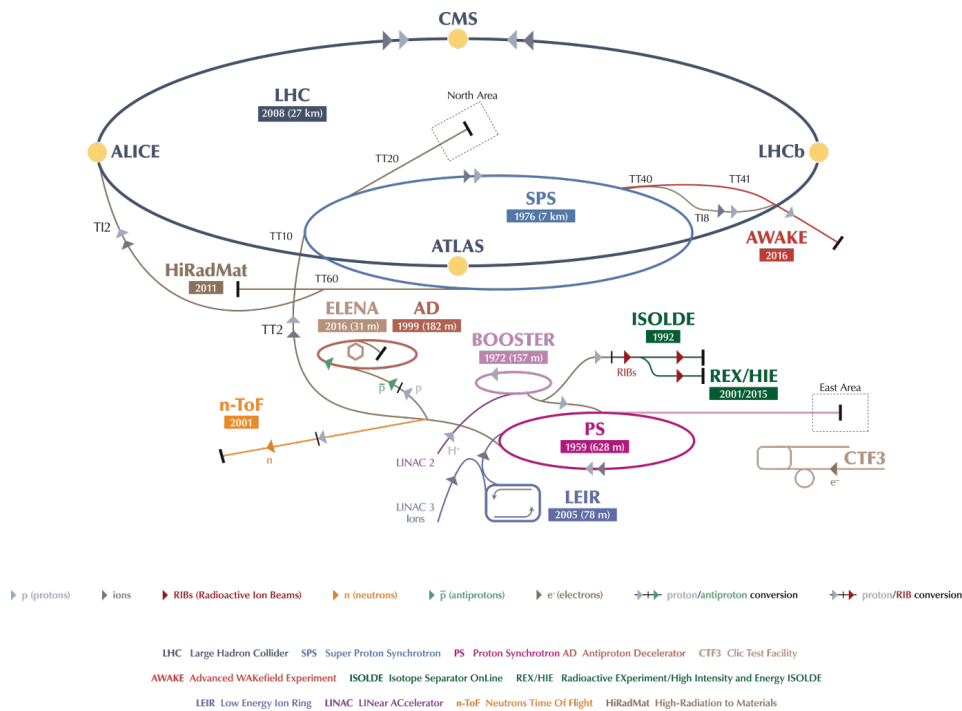 CMS
LHC
2008 (27 km)
North Area
ALICE
LHCb
TT20
TT40
TT41
SPS
1976 (7 km)
TI8
TI2
TT10
ATLAS
AWAKE
2016
HiRadMat
2011
TT60
ELENA
2016 (31 m)
AD
1999 (182 m)
TT2
BOOSTER
1972 (157 m)
ISOLDE
1992
RIBs
REX/HIE
2001/2015
East Area
p̅
p
n-ToF
2001
n
PS
1959 (628 m)
LINAC 2
H⁺
CTF3
e⁻
LEIR
2005 (78 m)
LINAC 3
Ions
p (protons) ions RIBs (Radioactive Ion Beams) n (neutrons) p̅ (antiprotons) e⁻ (electrons) proton/antiproton conversion proton/RIB conversion
LHC Large Hadron Collider SPS Super Proton Synchrotron PS Proton Synchrotron AD Antiproton Decelerator CTF3 Clic Test Facility
AWAKE Advanced WAKefield Experiment ISOLDE Isotope Separator OnLine REX/HIE Radioactive EXperiment/High Intensity and Energy ISOLDE
LEIR Low Energy Ion Ring LINAC LINear ACcelerator n-ToF Neutrons Time Of Flight HiRadMat High-Radiation to Materials